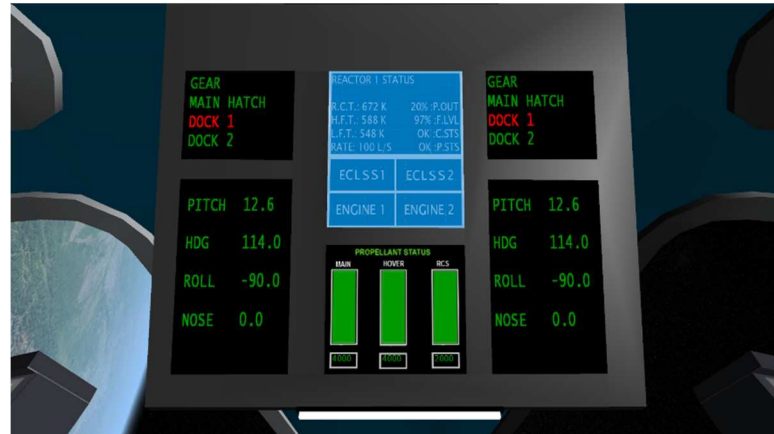 GEAR
MAIN HATCH
DOCK 1
DOCK 2
PITCH 12.6
HDG 114.0
ROLL -90.0
NOSE 0.0
REACTOR 1 STATUS
R.C.T.: 672 K 20% :P.OUT
H.F.T.: 588 K 97% :F.LVL
L.F.T.: 548 K OK :C.STS
RATE: 100 L/S OK :P.STS
ECLSS1 ECLSS2
ENGINE 1 ENGINE 2
PROPELLANT STATUS
MAIN HOVER RCS
4000 4000 2000
GEAR
MAIN HATCH
DOCK 1
DOCK 2
PITCH 12.6
HDG 114.0
ROLL -90.0
NOSE 0.0